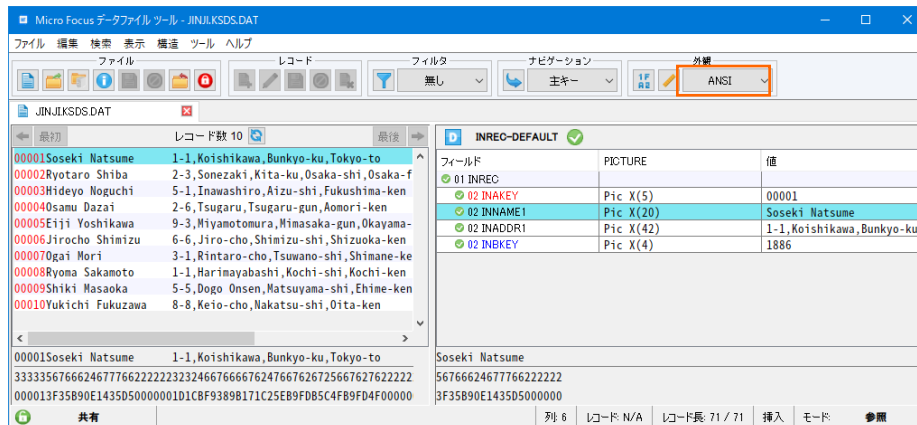 Micro Focus データファイル ツール - JINJI.KSDS.DAT
ファイル 編集 検索 表示 構造 ツール ヘルプ
ファイル レコード フィルタ ナビゲーション 外観
無し 主キー ANSI
JINJI.KSDS.DAT
最初 レコード数 10 最後
INREC-DEFAULT
フィールド PICTURE 値
01 INREC
02 INAKEY Pic X(5) 00001
02 INNAME1 Pic X(20) Soseki Natsume
02 INADDR1 Pic X(42) 1-1,Koishikawa,Bunkyo-ku
02 INBKEY Pic X(4) 1886
00001Soseki Natsume 1-1,Koishikawa,Bunkyo-ku,Tokyo-to
00002Ryotaro Shiba 2-3,Sonezaki,Kita-ku,Osaka-shi,Osaka-f
00003Hideyo Noguchi 5-1,Inawashiro,Aizu-shi,Fukushima-ken
00004Osamu Dazai 2-6,Tsugaru,Tsugaru-gun,Aomori-ken
00005Eiji Yoshikawa 9-3,Miyamotomura,Mimasaka-gun,Okayama-
00006Jirocho Shimizu 6-6,Jiro-cho,Shimizu-shi,Shizuoka-ken
00007Ogai Mori 3-1,Rintaro-cho,Tsuwano-shi,Shimane-ke
00008Ryoma Sakamoto 1-1,Harimayabashi,Kochi-shi,Kochi-ken
00009Shiki Masaoka 5-5,Dogo Onsen,Matsuyama-shi,Ehime-ken
00010Yukichi Fukuzawa 8-8,Keio-cho,Nakatsu-shi,Oita-ken
00001Soseki Natsume 1-1,Koishikawa,Bunkyo-ku,Tokyo-to
Soseki Natsume
56766624677766222222
3F35B90E1435D5000000
共有 列: 6 レコード: N/A レコード長: 71 / 71 挿入 モード: 参照